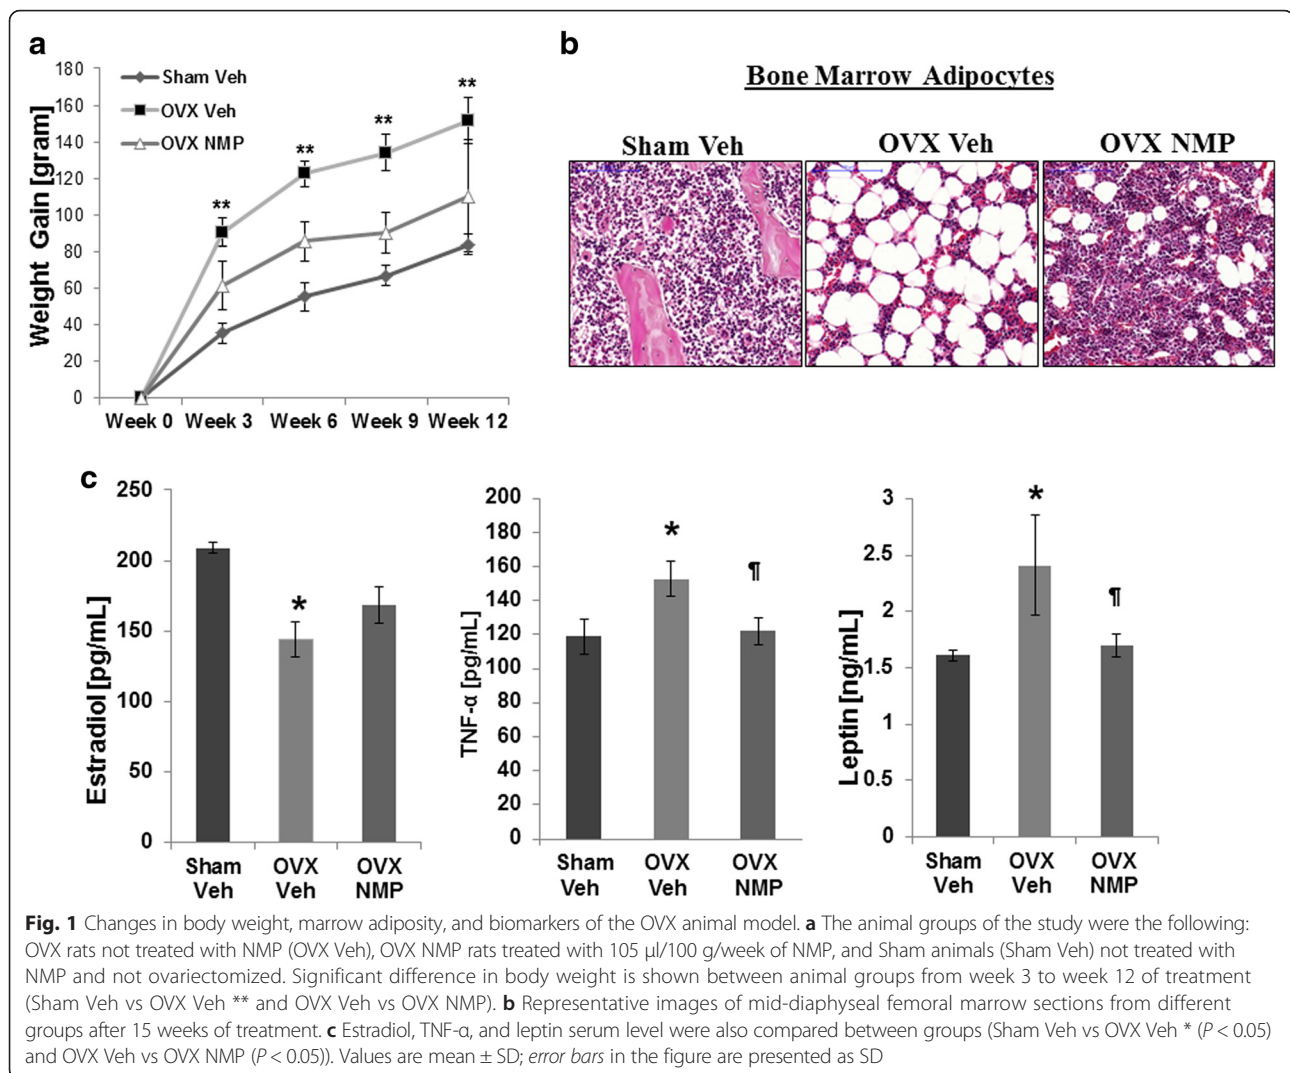 a
Sham Veh
OVX Veh
OVX NMP
Weight Gain [gram]
180
160
140
120
100
80
60
40
20
0
**
**
**
**
Week 0 Week 3 Week 6 Week 9 Week 12
b
Bone Marrow Adipocytes
Sham Veh OVX Veh OVX NMP
c
Estradiol [pg/mL]
250
200
150
100
50
0
*
Sham Veh
OVX Veh
OVX NMP
TNF-α [pg/mL]
200
180
160
140
120
100
80
60
40
20
0
*
¶
Sham Veh
OVX Veh
OVX NMP
Leptin [ng/mL]
3
2.5
2
1.5
1
0.5
0
*
¶
Sham Veh
OVX Veh
OVX NMP
Fig. 1 Changes in body weight, marrow adiposity, and biomarkers of the OVX animal model. a The animal groups of the study were the following:
OVX rats not treated with NMP (OVX Veh), OVX NMP rats treated with 105 μl/100 g/week of NMP, and Sham animals (Sham Veh) not treated with
NMP and not ovariectomized. Significant difference in body weight is shown between animal groups from week 3 to week 12 of treatment
(Sham Veh vs OVX Veh ** and OVX Veh vs OVX NMP). b Representative images of mid-diaphyseal femoral marrow sections from different
groups after 15 weeks of treatment. c Estradiol, TNF-α, and leptin serum level were also compared between groups (Sham Veh vs OVX Veh * (P < 0.05)
and OVX Veh vs OVX NMP (P < 0.05)). Values are mean ± SD; error bars in the figure are presented as SD